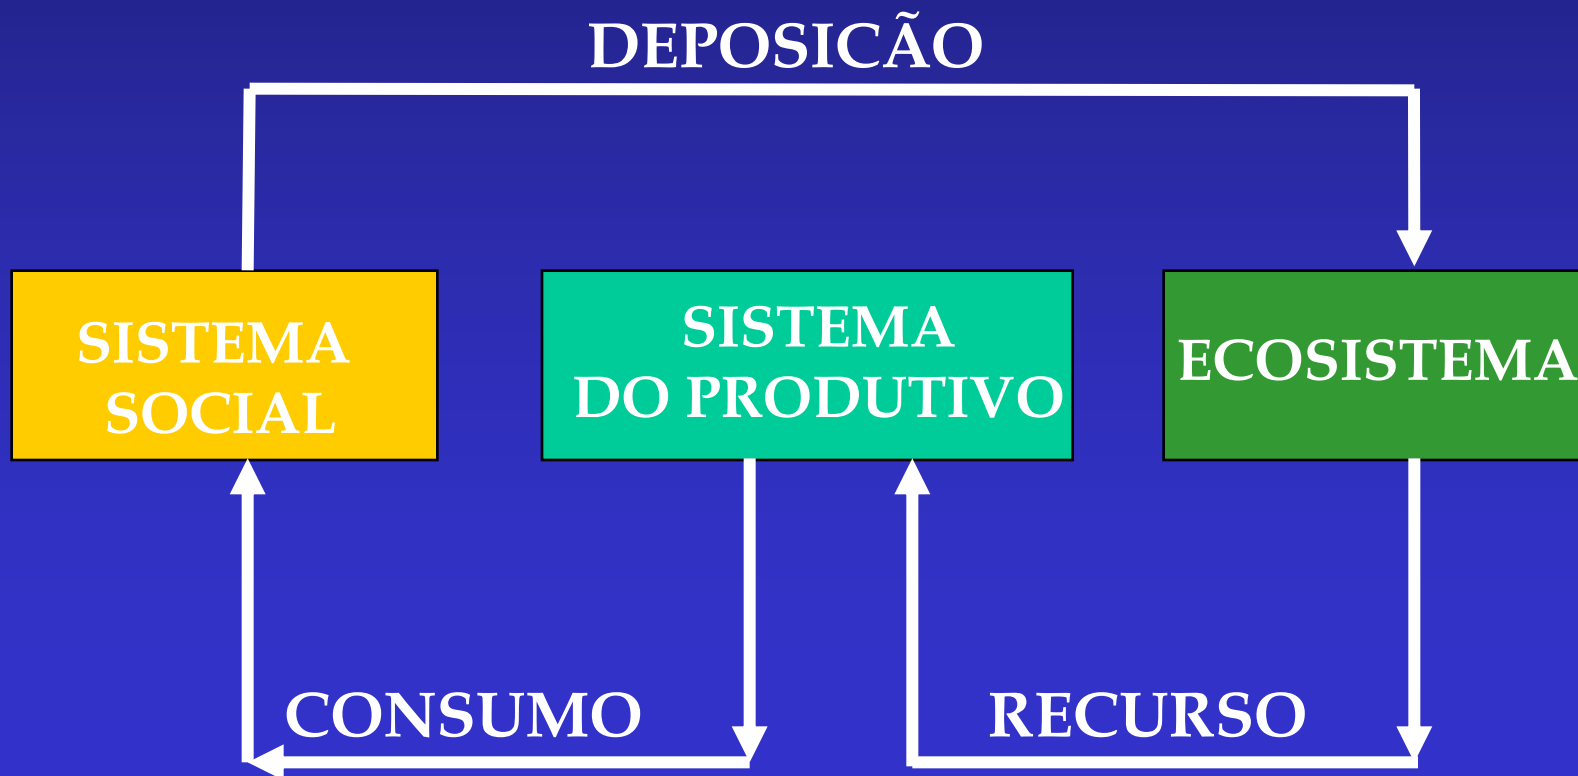 DEPOSICÃO
SISTEMA
SOCIAL
SISTEMA
DO PRODUTIVO
ECOSISTEMA
CONSUMO
RECURSO